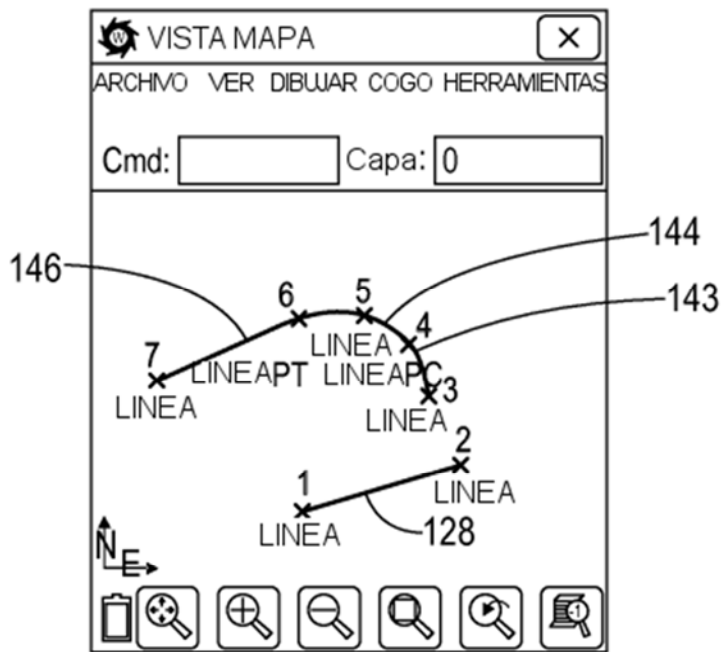 W VISTA MAPA
ARCHIVO VER DIBUJAR COGO HERRAMIENTAS
Cmd: Capa: 0
144
146
143
6 5
4
LINEA
7
LINEAPT LINEAPC
3
LINEA LINEA
2
1
LINEA
LINEA 128
N
E
-1